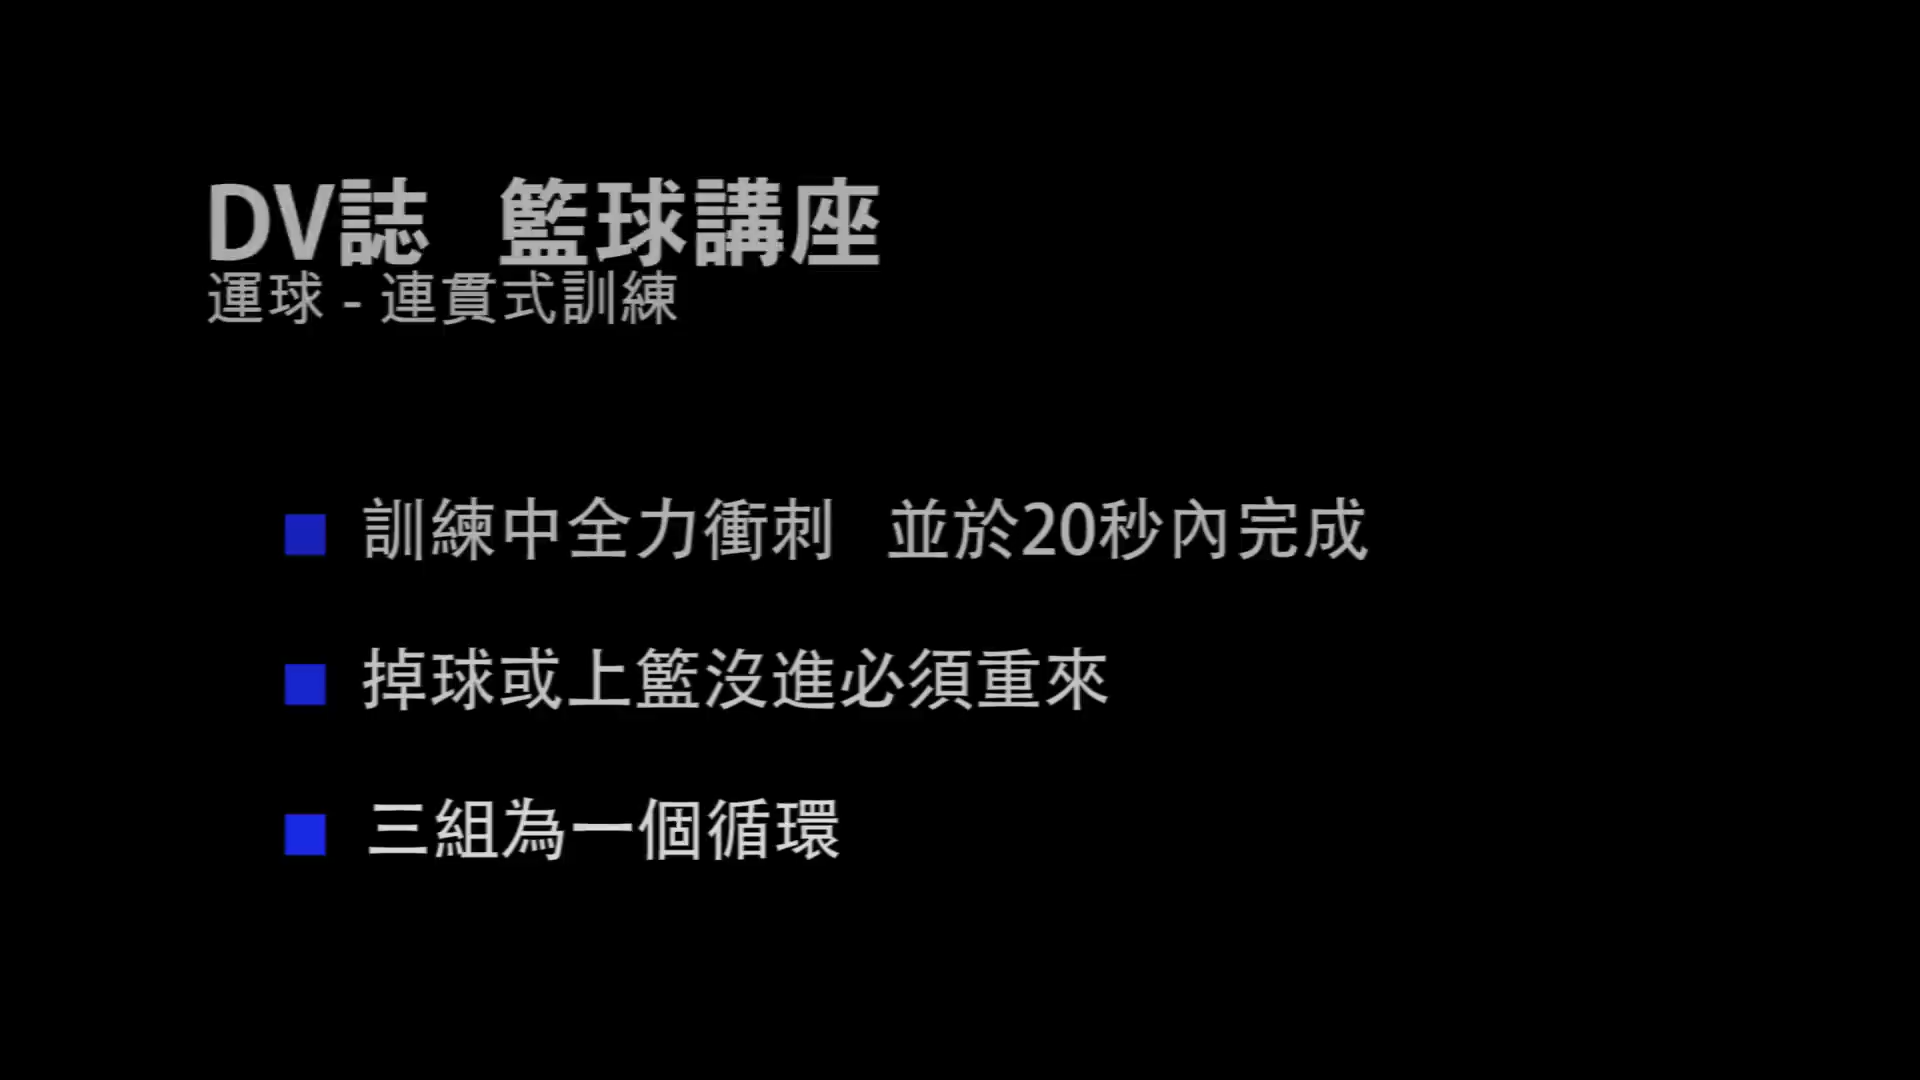 DV誌 籃球講座
運球 - 連貫式訓練
訓練中全力衝刺 並於20秒內完成
掉球或上籃沒進必須重來
三組為一個循環